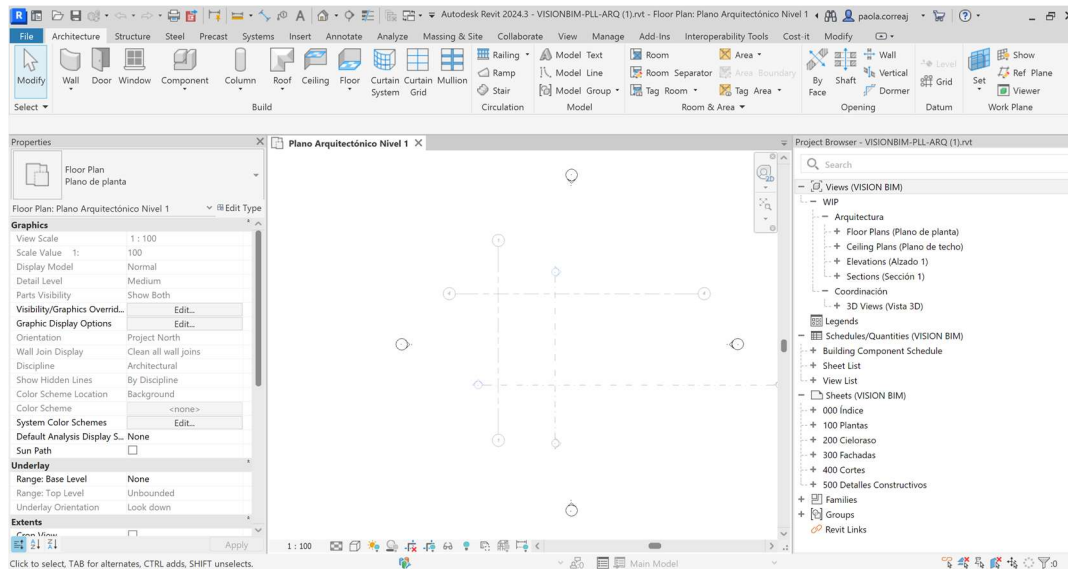 Autodesk Revit 2024.3 - VISIONBIM-PLL-ARQ (1).rvt - Floor Plan: Plano Arquitectónico Nivel 1
paola.correaj
File Architecture Structure Steel Precast Systems Insert Annotate Analyze Massing & Site Collaborate View Manage Add-Ins Interoperability Tools Cost-it Modify
Modify
Wall Door Window Component Column Roof Ceiling Floor Curtain System Curtain Grid Mullion
Railing
Ramp
Stair
Model Text
Model Line
Model Group
Room
Room Separator
Tag Room
Area
Area Boundary
Tag Area
By Face
Shaft
Wall
Vertical
Dormer
Level
Grid
Set
Show
Ref Plane
Viewer
Select Build Circulation Model Room & Area Opening Datum Work Plane
Properties
Floor Plan
Plano de planta
Floor Plan: Plano Arquitectónico Nivel 1 Edit Type
Graphics
View Scale 1 : 100
Scale Value 1: 100
Display Model Normal
Detail Level Medium
Parts Visibility Show Both
Visibility/Graphics Overrid... Edit...
Graphic Display Options Edit...
Orientation Project North
Wall Join Display Clean all wall joins
Discipline Architectural
Show Hidden Lines By Discipline
Color Scheme Location Background
Color Scheme <none>
System Color Schemes Edit...
Default Analysis Display S... None
Sun Path
Underlay
Range: Base Level None
Range: Top Level Unbounded
Underlay Orientation Look down
Extents
Crop View
Apply
Plano Arquitectónico Nivel 1
2D
1 : 100
Project Browser - VISIONBIM-PLL-ARQ (1).rvt
Search
Views (VISION BIM)
WIP
Arquitectura
Floor Plans (Plano de planta)
Ceiling Plans (Plano de techo)
Elevations (Alzado 1)
Sections (Sección 1)
Coordinación
3D Views (Vista 3D)
Legends
Schedules/Quantities (VISION BIM)
Building Component Schedule
Sheet List
View List
Sheets (VISION BIM)
000 Índice
100 Plantas
200 Cieloraso
300 Fachadas
400 Cortes
500 Detalles Constructivos
Families
Groups
Revit Links
Click to select, TAB for alternates, CTRL adds, SHIFT unselects.
Main Model
:0